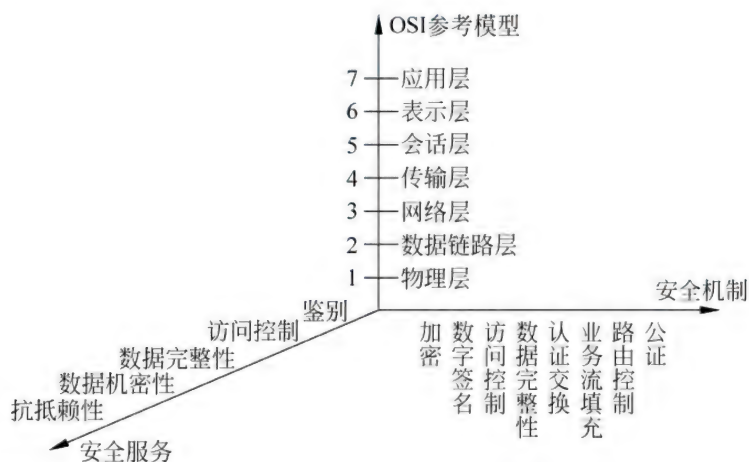 OSI参考模型
7 应用层
6 表示层
5 会话层
4 传输层
3 网络层
2 数据链路层
1 物理层
安全机制
加密
数字签名
访问控制
数据完整性
认证交换
业务流填充
路由控制
公证
鉴别
访问控制
数据完整性
数据机密性
抗抵赖性
安全服务